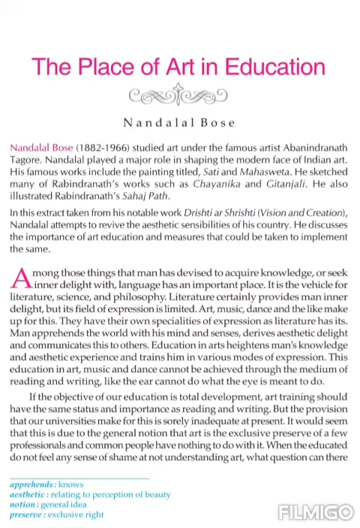 The Place of Art in Education
Nandalal Bose
Nandalal Bose (1882-1966) studied art under the famous artist Abanindranath
Tagore. Nandalal played a major role in shaping the modern face of Indian art.
His famous works include the painting titled, Sati and Mahasweta. He sketched
many of Rabindranath's works such as Chayanika and Gitanjali. He also
illustrated Rabindranath's Sahaj Path.
In this extract taken from his notable work Drishti ar Shrishti (Vision and Creation),
Nandalal attempts to revive the aesthetic sensibilities of his country. He discusses
the importance of art education and measures that could be taken to implement
the same.
Among those things that man has devised to acquire knowledge, or seek
inner delight with, language has an important place. It is the vehicle for
literature, science, and philosophy. Literature certainly provides man inner
delight, but its field of expression is limited. Art, music, dance and the like make
up for this. They have their own specialities of expression as literature has its.
Man apprehends the world with his mind and senses, derives aesthetic delight
and communicates this to others. Education in arts heightens man's knowledge
and aesthetic experience and trains him in various modes of expression. This
education in art, music and dance cannot be achieved through the medium of
reading and writing, like the ear cannot do what the eye is meant to do.
If the objective of our education is total development, art training should
have the same status and importance as reading and writing. But the provision
that our universities make for this is sorely inadequate at present. It would seem
that this is due to the general notion that art is the exclusive preserve of a few
professionals and common people have nothing to do with it. When the educated
do not feel any sense of shame at not understanding art, what question can there
apprehends : knows
aesthetic : relating to perception of beauty
notion : general idea
preserve : exclusive right
FILMIGO